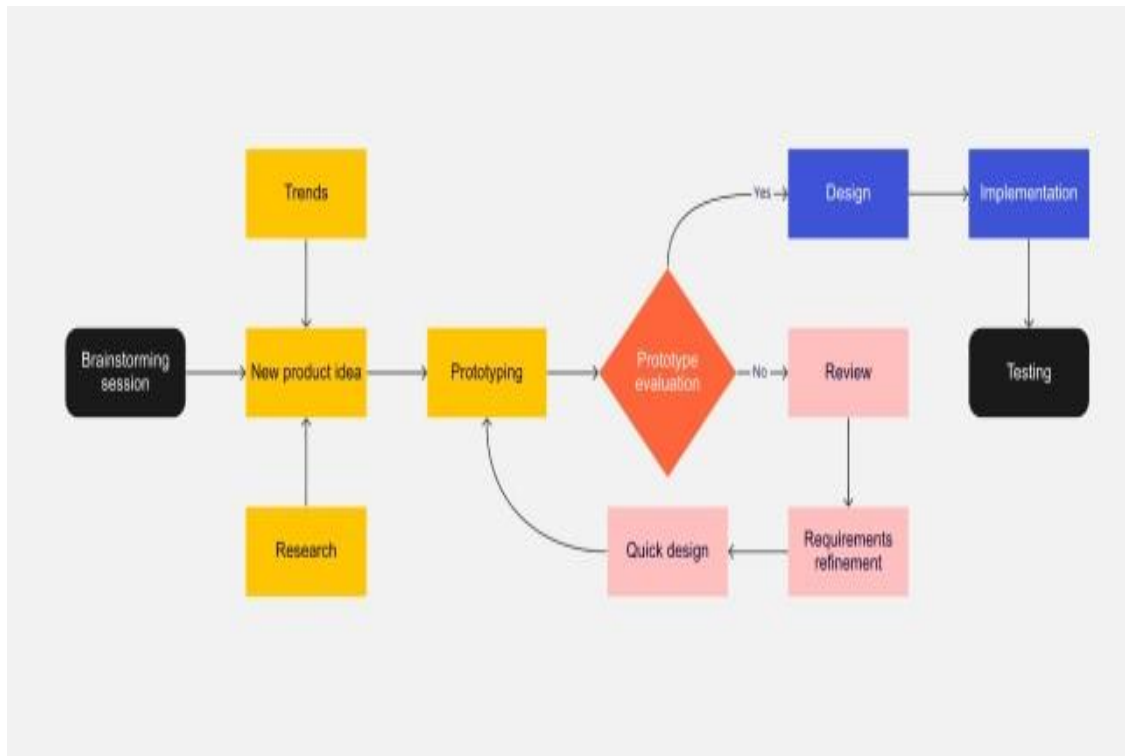 Trends
Yes
Design
Implementation
Brainstorming
session
New product idea
Prototyping
Prototype
evaluation
No
Review
Testing
Research
Quick design
Requirements
refinement